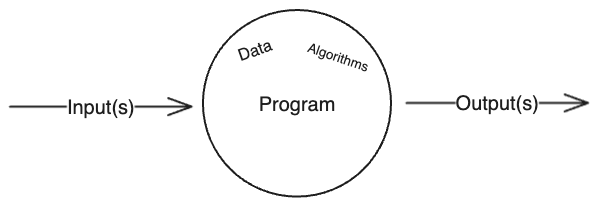 Data
Algorithms
Input(s)
Program
Output(s)